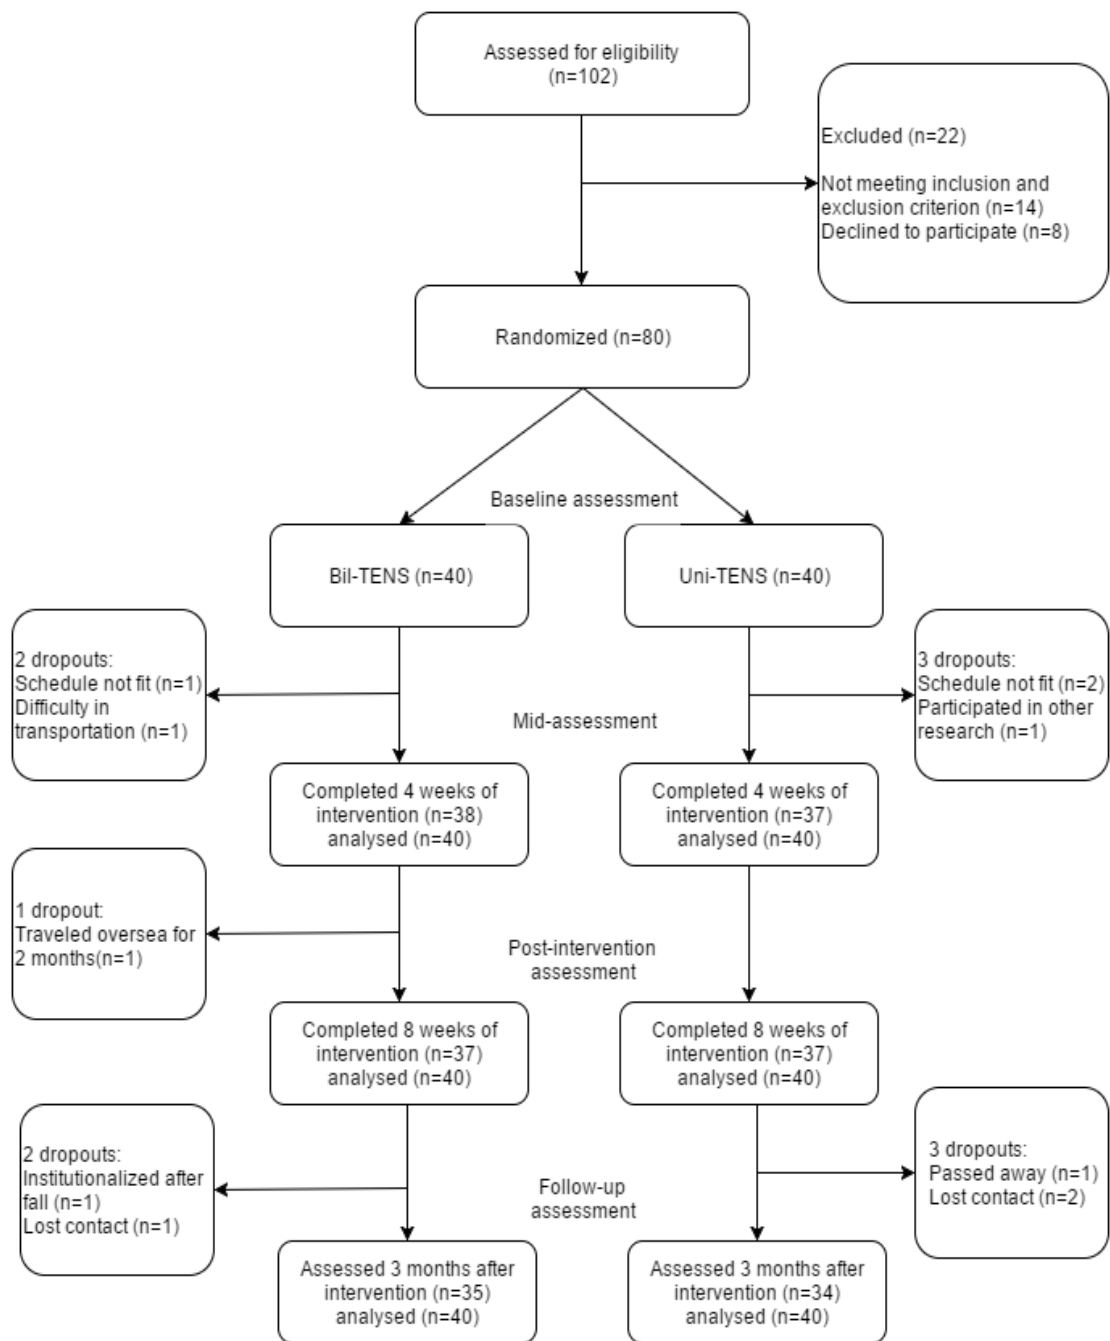 Assessed for eligibility
(n=102)
Excluded (n=22)
Not meeting inclusion and
exclusion criterion (n=14)
Declined to participate (n=8)
Randomized (n=80)
Baseline assessment
Bil-TENS (n=40)
Uni-TENS (n=40)
2 dropouts:
Schedule not fit (n=1)
Difficulty in
transportation (n=1)
3 dropouts:
Schedule not fit (n=2)
Participated in other
research (n=1)
Mid-assessment
Completed 4 weeks of
intervention (n=38)
analysed (n=40)
Completed 4 weeks of
intervention (n=37)
analysed (n=40)
1 dropout:
Traveled oversea for
2 months(n=1)
Post-intervention
assessment
Completed 8 weeks of
intervention (n=37)
analysed (n=40)
Completed 8 weeks of
intervention (n=37)
analysed (n=40)
2 dropouts:
Institutionalized after
fall (n=1)
Lost contact (n=1)
3 dropouts:
Passed away (n=1)
Lost contact (n=2)
Follow-up
assessment
Assessed 3 months after
intervention (n=35)
analysed (n=40)
Assessed 3 months after
intervention (n=34)
analysed (n=40)